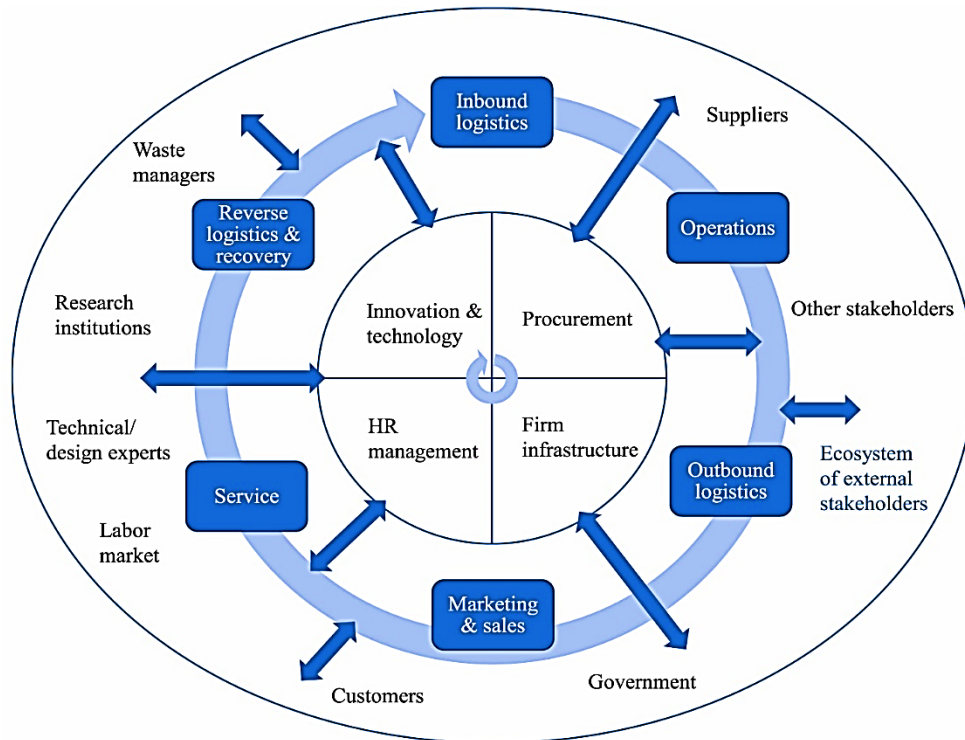 Inbound
logistics
Suppliers
Waste
managers
Reverse
logistics &
recovery
Operations
Research
institutions
Innovation &
technology
Procurement
Other stakeholders
Technical/
design experts
HR
management
Firm
infrastructure
Service
Outbound
logistics
Ecosystem
of external
stakeholders
Labor
market
Marketing
& sales
Customers
Government